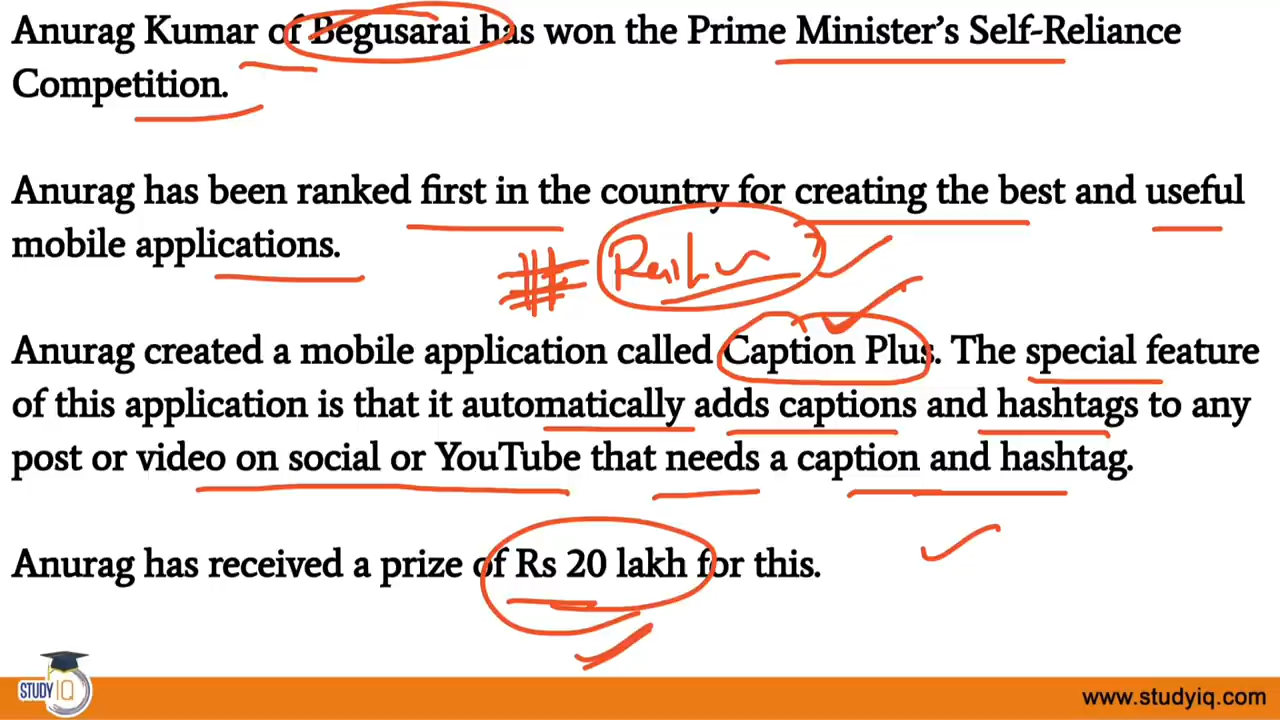 Anurag Kumar of Begusarai has won the Prime Minister's Self-Reliance
Competition.
Anurag has been ranked first in the country for creating the best and useful
mobile applications.
#
Anurag created a mobile application called Caption Plus. The special feature
of this application is that it automatically adds captions and hashtags to any
post or video on social or YouTube that needs a caption and hashtag.
Anurag has received a prize of Rs 20 lakh for this.
STUDY IQ
www.studyiq.com